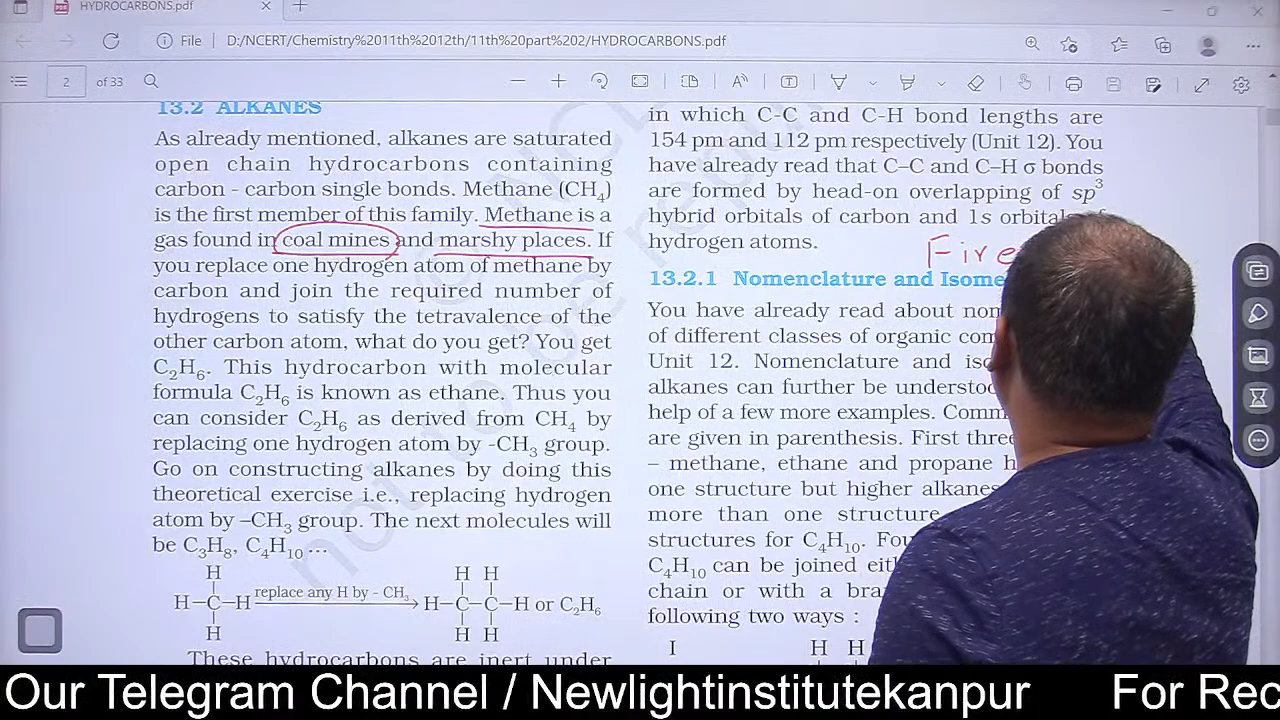 HYDROCARBONS.pdf
File | D:/NCERT/Chemistry%2011th%2012th/11th%20part%202/HYDROCARBONS.pdf
2 of 33
13.2 ALKANES
As already mentioned, alkanes are saturated
open chain hydrocarbons containing
carbon - carbon single bonds. Methane (CH₄)
is the first member of this family. Methane is a
gas found in coal mines and marshy places. If
you replace one hydrogen atom of methane by
carbon and join the required number of
hydrogens to satisfy the tetravalence of the
other carbon atom, what do you get? You get
C₂H₆. This hydrocarbon with molecular
formula C₂H₆ is known as ethane. Thus you
can consider C₂H₆ as derived from CH₄ by
replacing one hydrogen atom by -CH₃ group.
Go on constructing alkanes by doing this
theoretical exercise i.e., replacing hydrogen
atom by –CH₃ group. The next molecules will
be C₃H₈, C₄H₁₀ ...
H H H
H–C–H replace any H by - CH₃ H–C–C–H or C₂H₆
H H H
These hydrocarbons are inert under
in which C-C and C-H bond lengths are
154 pm and 112 pm respectively (Unit 12). You
have already read that C–C and C–H σ bonds
are formed by head-on overlapping of sp³
hybrid orbitals of carbon and 1s orbitals of
hydrogen atoms.
Fire
13.2.1 Nomenclature and Isome
You have already read about nom
of different classes of organic com
Unit 12. Nomenclature and iso
alkanes can further be understoo
help of a few more examples. Comm
are given in parenthesis. First three
– methane, ethane and propane h
one structure but higher alkanes
more than one structure.
structures for C₄H₁₀. Fou
C₄H₁₀ can be joined eit
chain or with a bra
following two ways :
I H H
Our Telegram Channel / Newlightinstitutekanpur For Rec